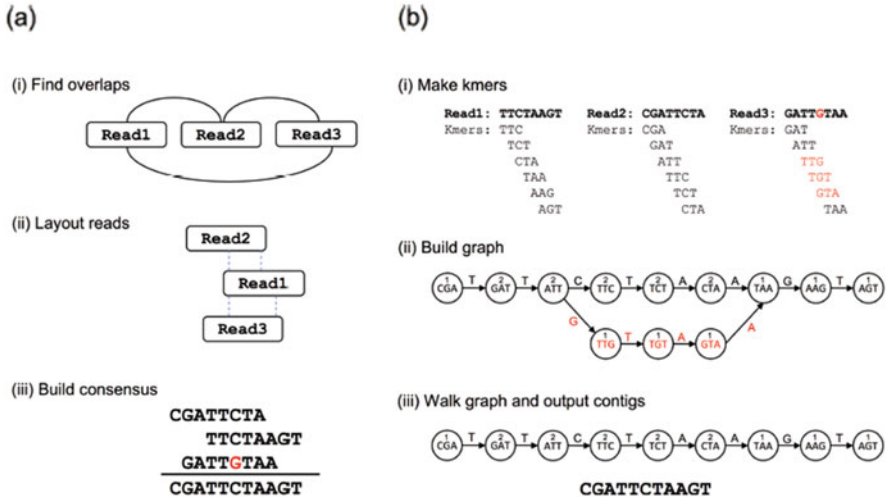 (a)
(i) Find overlaps
Read1 Read2 Read3
(ii) Layout reads
Read2
Read1
Read3
(iii) Build consensus
CGATTCTA
TTCTAAGT
GATTGTAA
CGATTCTAAGT
(b)
(i) Make kmers
Read1: TTCTAAGT Read2: CGATTCTA Read3: GATTGTAA
Kmers: TTC Kmers: CGA Kmers: GAT
TCT GAT ATT
CTA ATT TTG
TAA TTC TGT
AAG TCT GTA
AGT CTA TAA
(ii) Build graph
T T C T A A G T
1 2 2 2 2 2 1 1 1
CGA GAT ATT TTC TCT CTA TAA AAG AGT
G T A A
1 1 1
TTG TGT GTA
(iii) Walk graph and output contigs
T T C T A A G T
1 2 2 2 2 2 1 1 1
CGA GAT ATT TTC TCT CTA TAA AAG AGT
CGATTCTAAGT